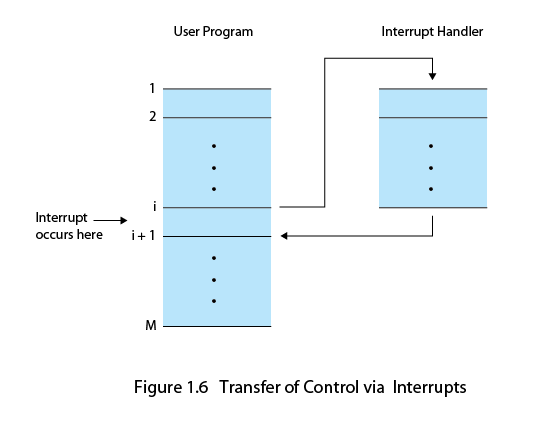 User Program
Interrupt Handler
1
2
i
Interrupt
occurs here
i + 1
M
Figure 1.6 Transfer of Control via Interrupts